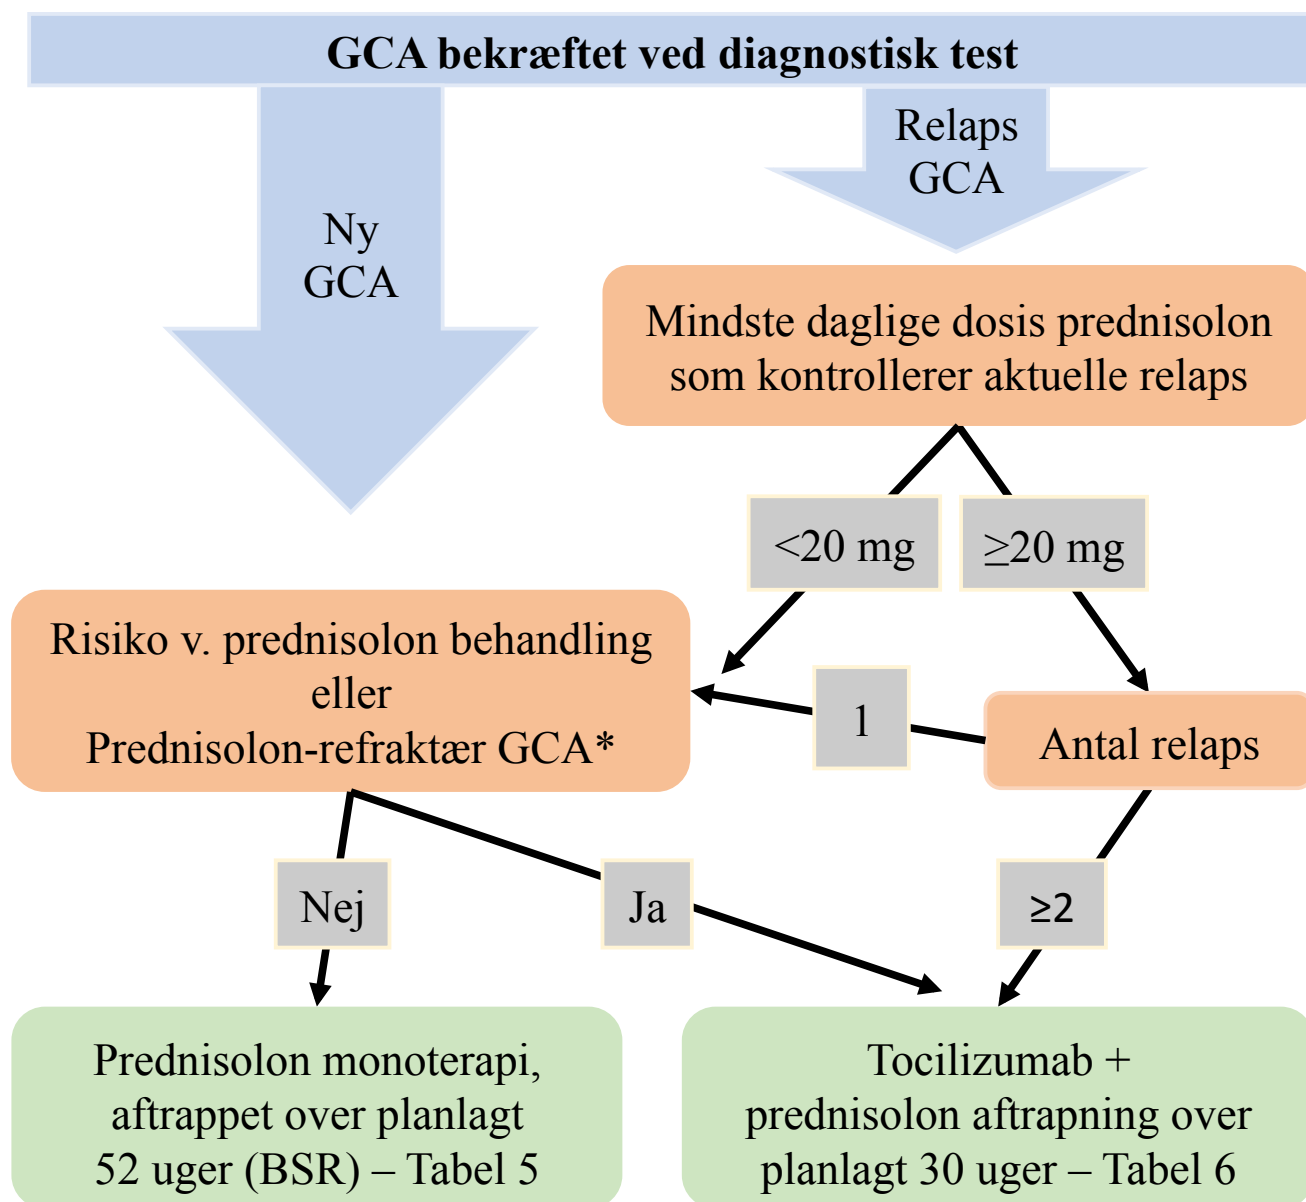 GCA bekræftet ved diagnostisk test
Relaps
GCA
Ny
GCA
Mindste daglige dosis prednisolon
som kontrollerer aktuelle relaps
<20 mg
≥20 mg
Risiko v. prednisolon behandling
eller
Prednisolon-refraktær GCA*
1
Antal relaps
Nej
Ja
≥2
Prednisolon monoterapi,
aftrappet over planlagt
52 uger (BSR) – Tabel 5
Tocilizumab +
prednisolon aftrapning over
planlagt 30 uger – Tabel 6